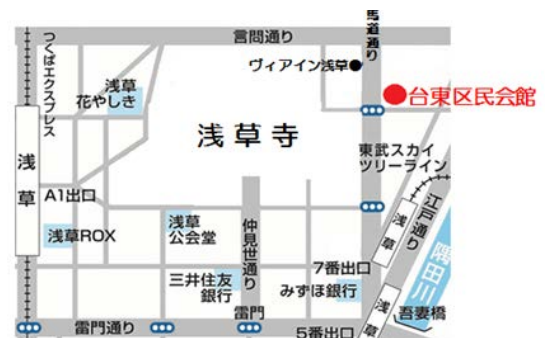 馬道通り
言問通り
つくばエクスプレス
ヴィアイン浅草
台東区民会館
浅草
花やしき
浅草寺
東武スカイ
ツリーライン
浅草
A1出口
江戸通り
浅草
浅草ROX
浅草
公会堂
仲見世通り
隅田川
7番出口
三井住友
銀行
みずほ銀行
浅草
吾妻橋
雷門
雷門通り
5番出口